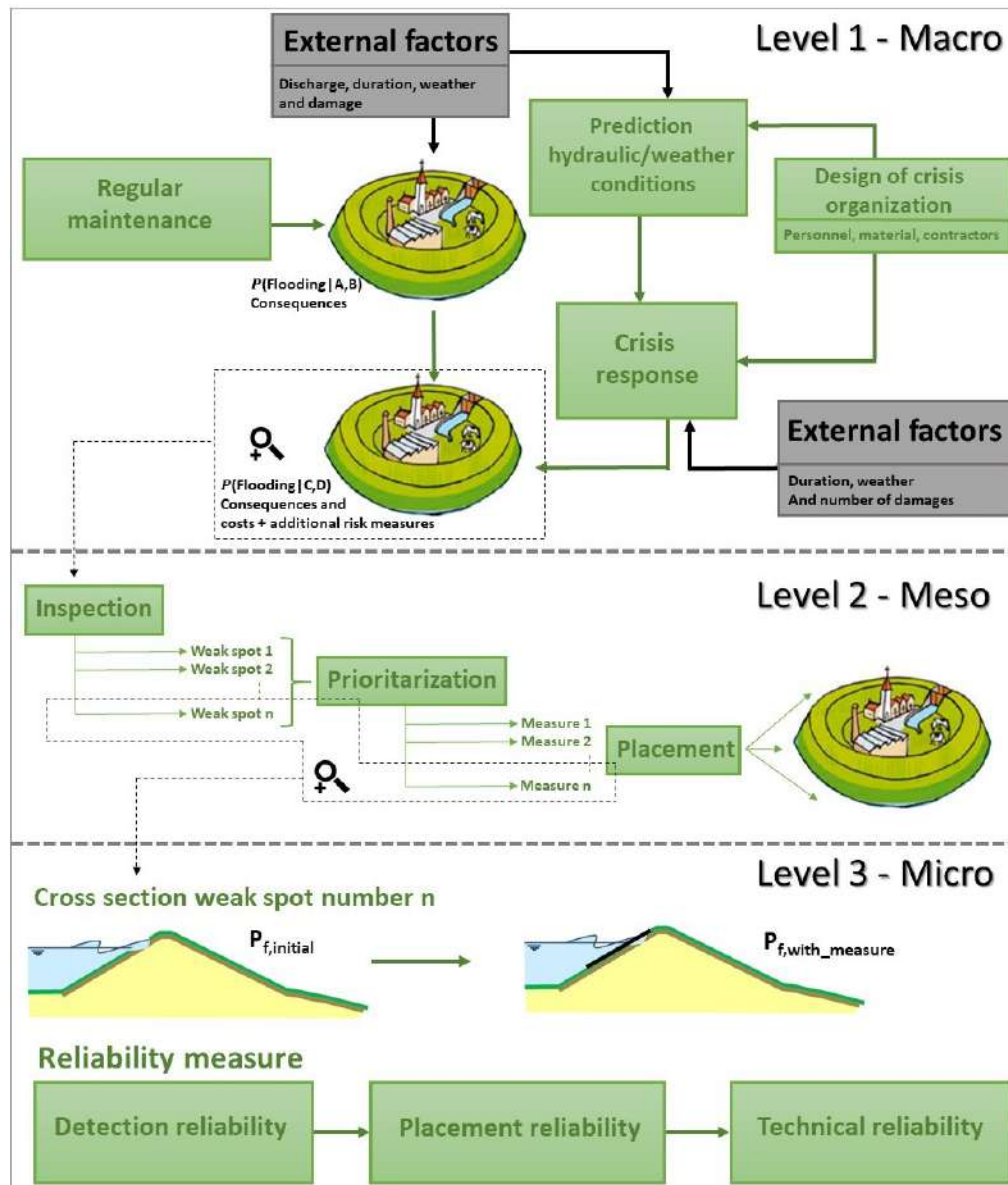 Level 1 - Macro
External factors
Discharge, duration, weather
and damage
Prediction
hydraulic/weather
conditions
Regular
maintenance
Design of crisis
organization
Personnel, material, contractors
P(Flooding|A,B)
Consequences
Crisis
response
External factors
Duration, weather
And number of damages
P(Flooding|C,D)
Consequences and
costs + additional risk measures
Level 2 - Meso
Inspection
Weak spot 1
Weak spot 2
Weak spot n
Prioritarization
Measure 1
Measure 2
Measure n
Placement
Level 3 - Micro
Cross section weak spot number n
Pf,initial
Pf,with_measure
Reliability measure
Detection reliability
Placement reliability
Technical reliability